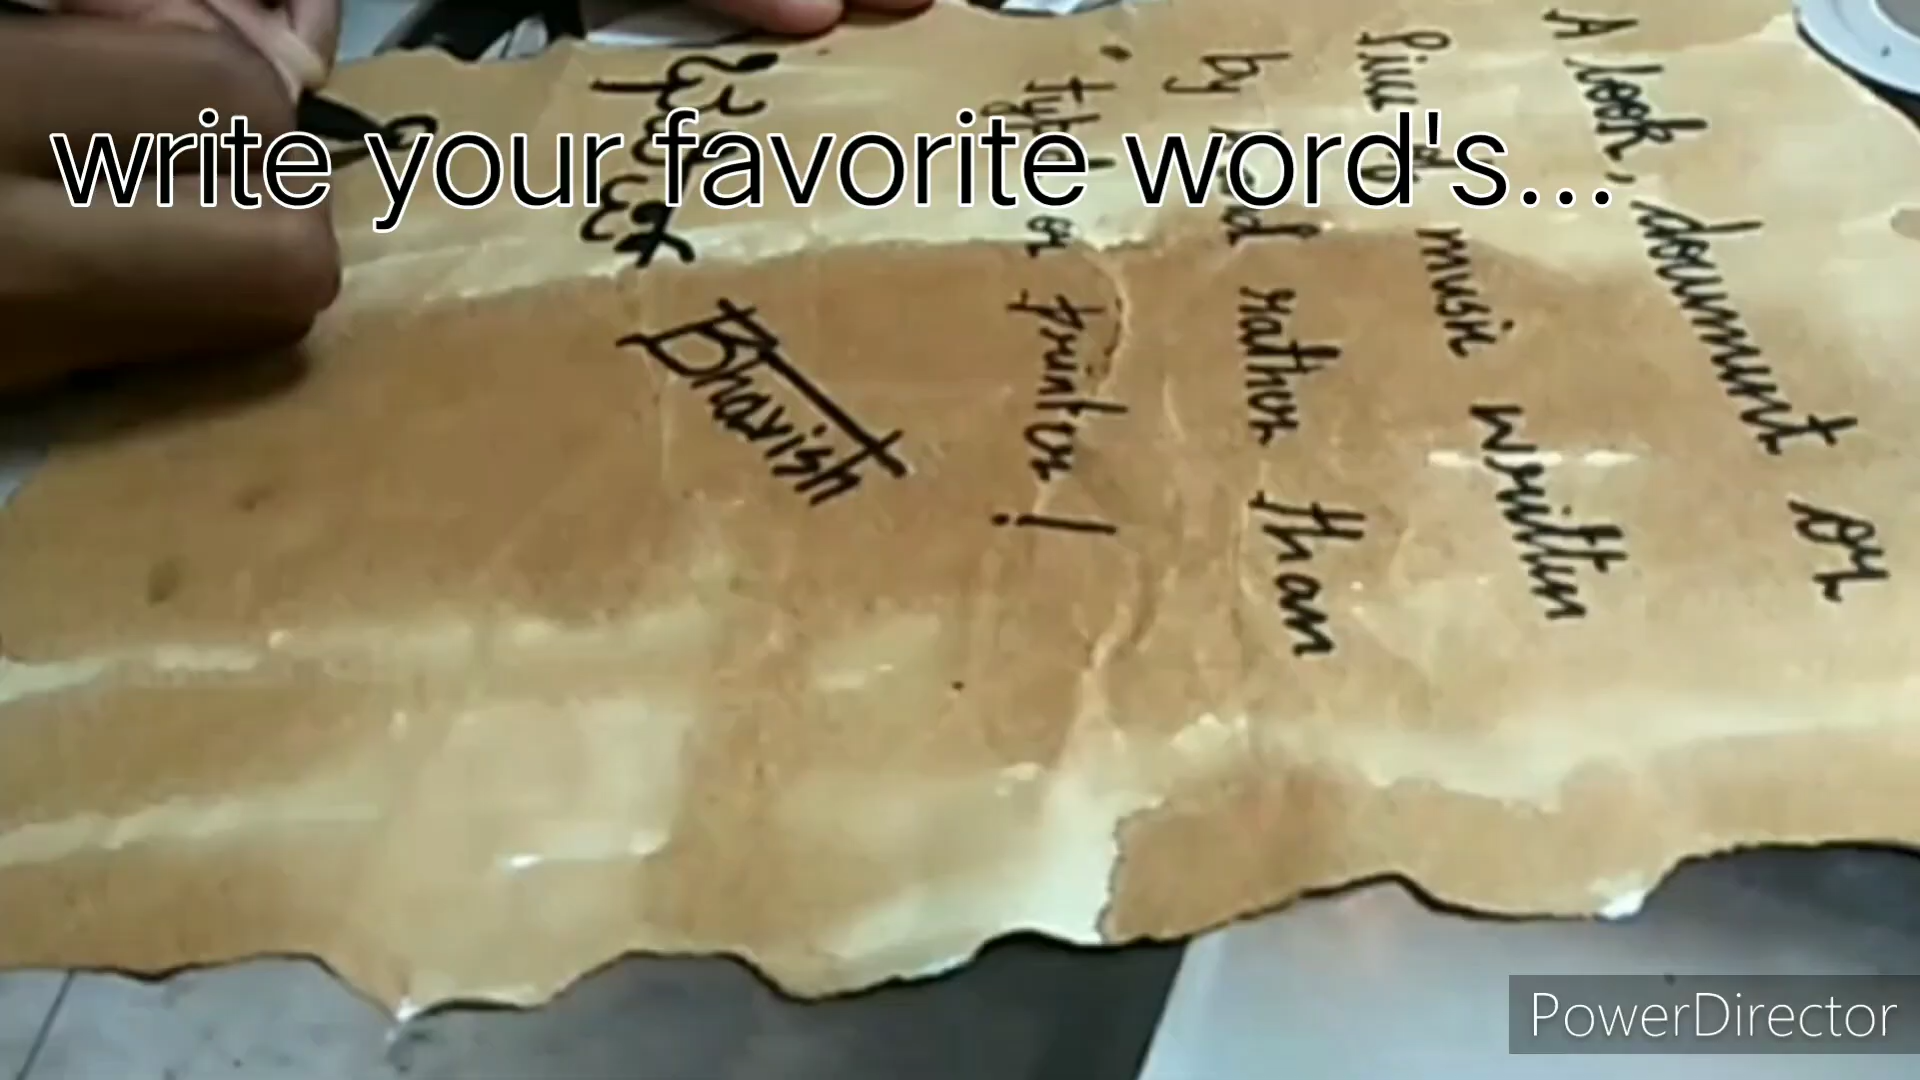 write your favorite word's...
A book, document or
piece of music written
by hand rather than
typed or printed !
Bhavish
PowerDirector